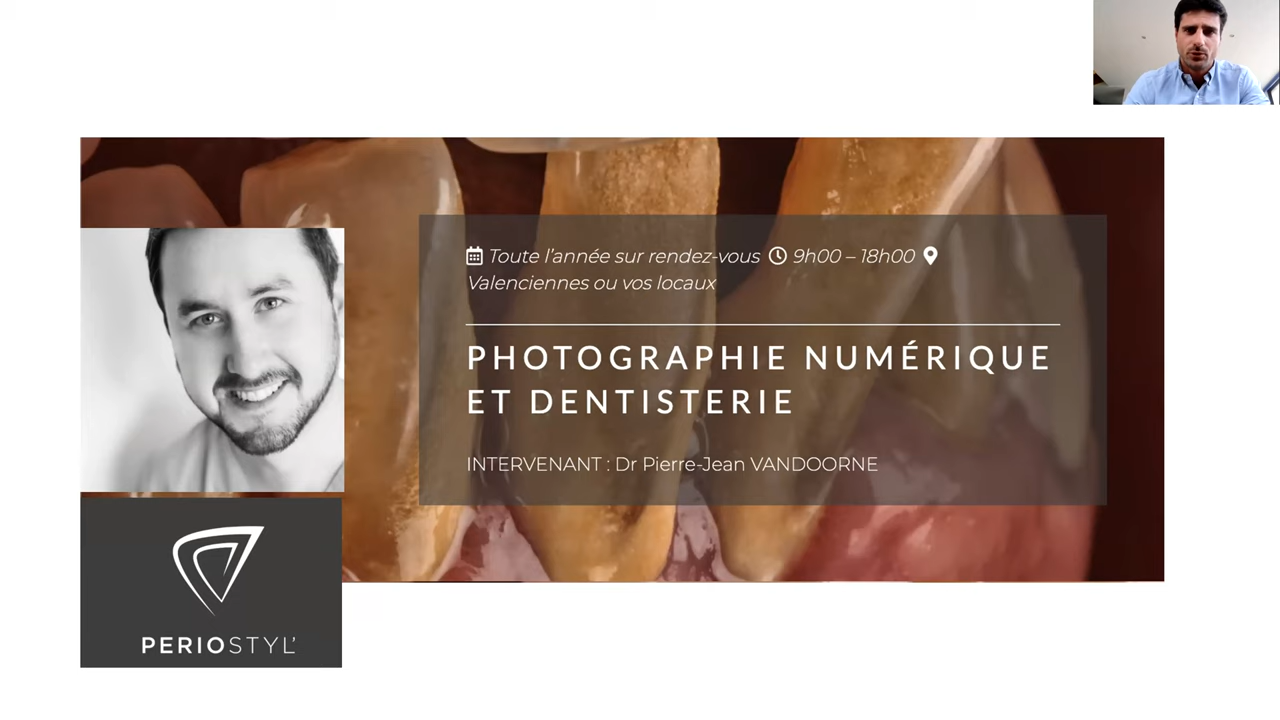 Toute l'année sur rendez-vous 9h00 – 18h00
Valenciennes ou vos locaux
PHOTOGRAPHIE NUMÉRIQUE
ET DENTISTERIE
INTERVENANT : Dr Pierre-Jean VANDOORNE
PERIOSTYL'